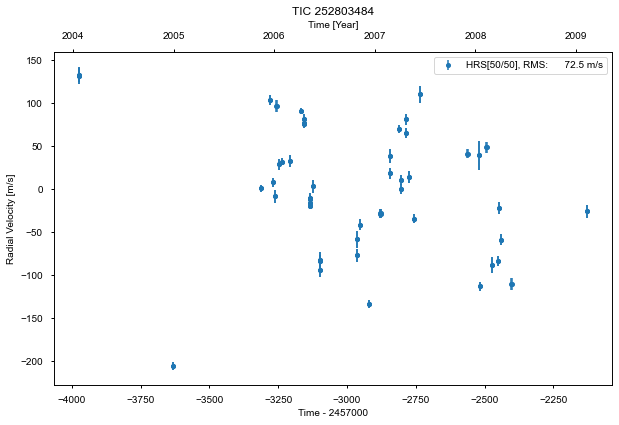 TIC 252803484
Time [Year]
2004 2005 2006 2007 2008 2009
HRS[50/50], RMS: 72.5 m/s
Radial Velocity [m/s]
150
100
50
0
−50
−100
−150
−200
−4000 −3750 −3500 −3250 −3000 −2750 −2500 −2250
Time - 2457000